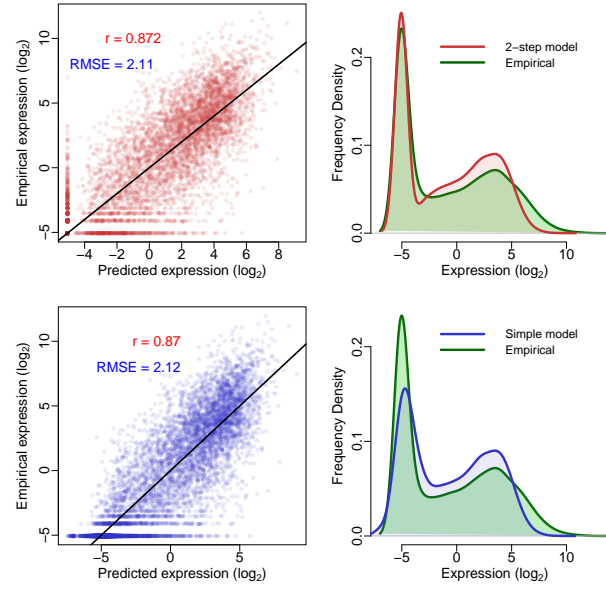 r = 0.872
RMSE = 2.11
Empirical expression (log₂)
10
5
0
−5
−4 −2 0 2 4 6 8
Predicted expression (log₂)
2−step model
Empirical
Frequency Density
0.2
0.1
0.0
−5 0 5 10
Expression (log₂)
r = 0.87
RMSE = 2.12
Empirical expression (log₂)
10
5
0
−5
−5 0 5
Predicted expression (log₂)
Simple model
Empirical
Frequency Density
0.2
0.1
0.0
−5 0 5 10
Expression (log₂)